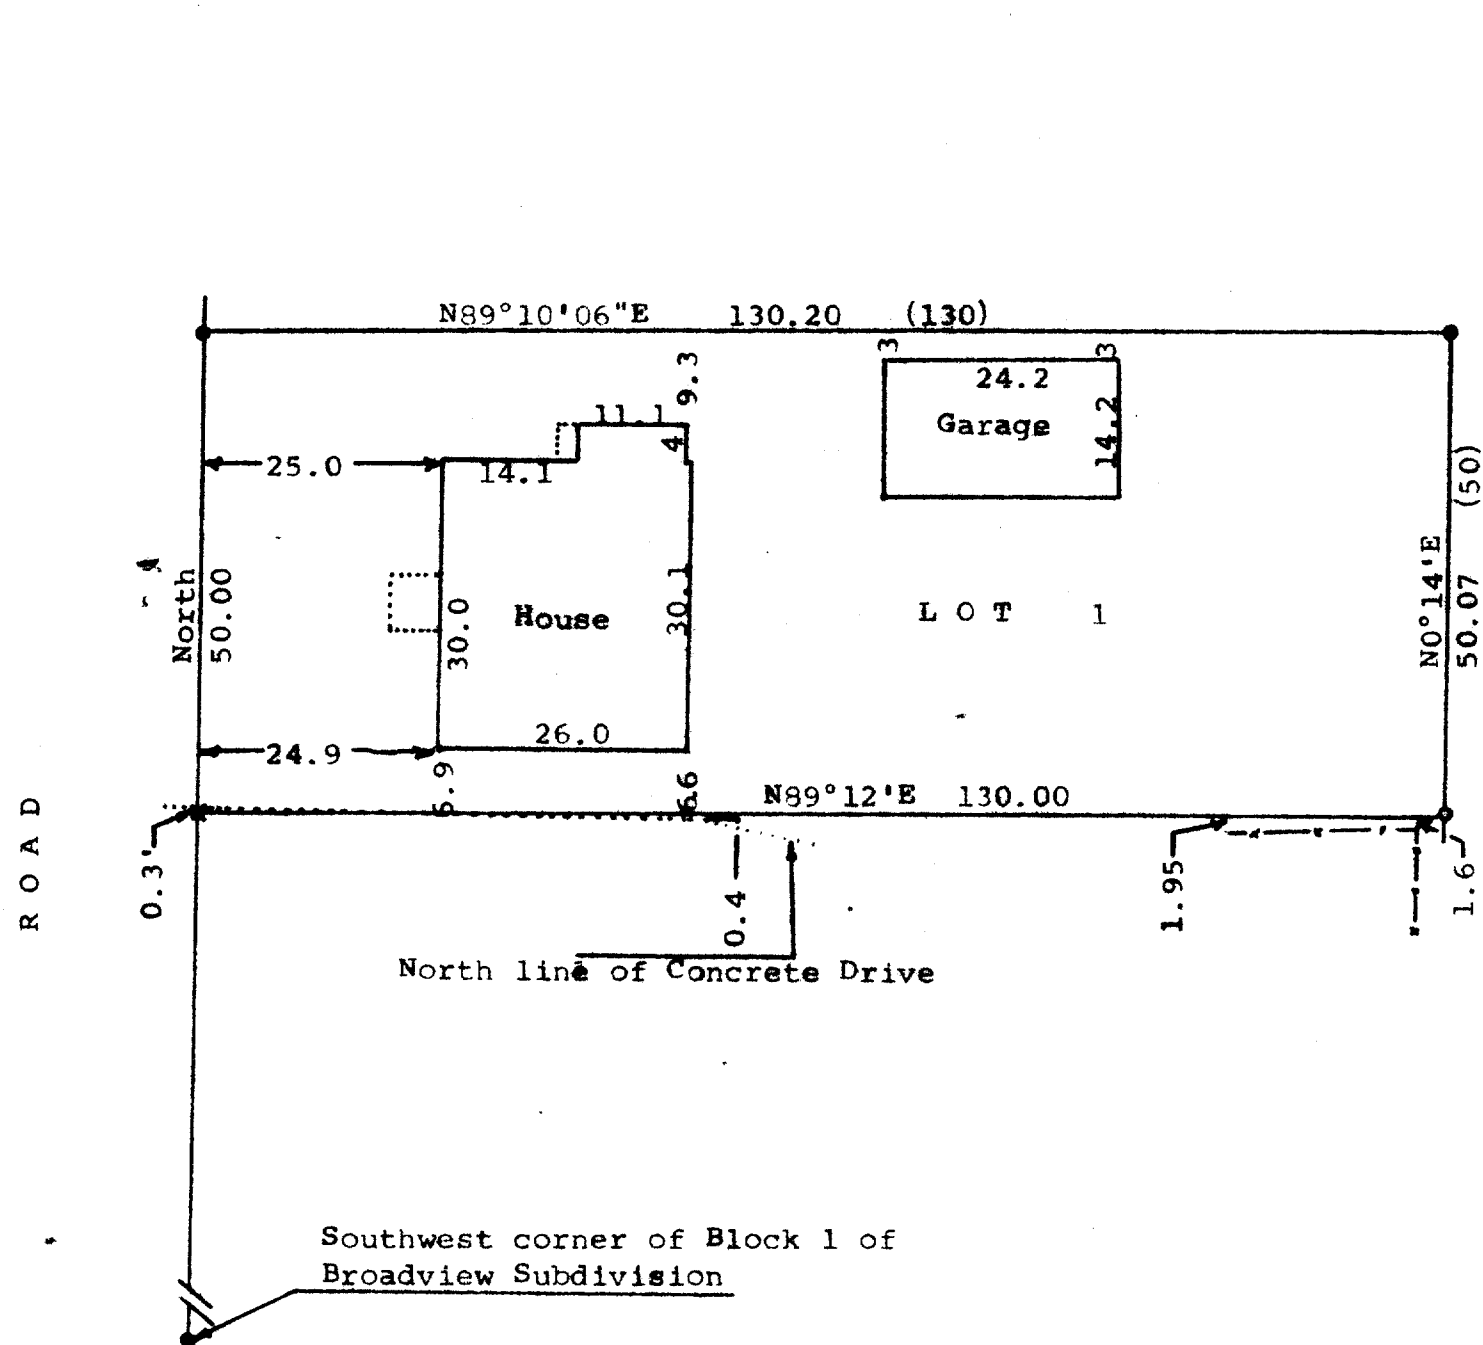 N89°10'06"E 130.20 (130)
3
3
24.2
Garage
14.2
9.3
11.1
4
25.0
14.1
North
50.00
30.0
House
30.1
LOT 1
N0°14'E
50.07 (50)
26.0
24.9
6.6
N89°12'E 130.00
ROAD
0.3'
0.4
1.95
1.6
North line of Concrete Drive
Southwest corner of Block 1 of
Broadview Subdivision